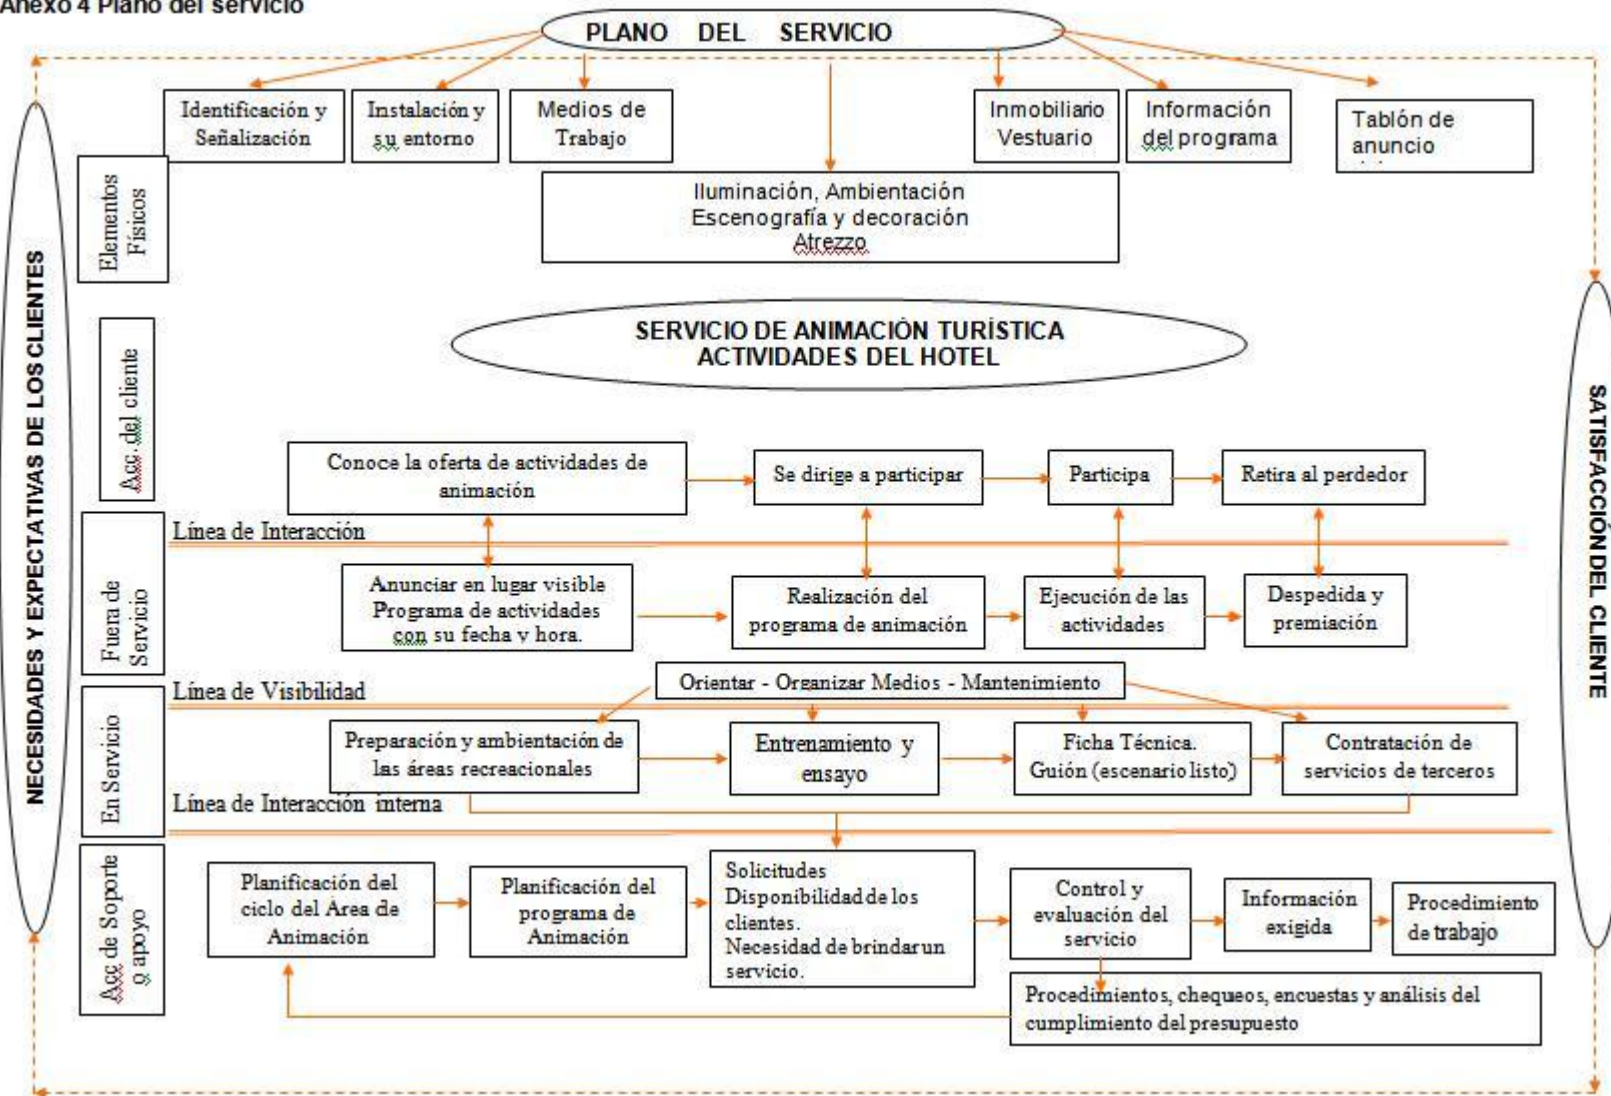 Anexo 4 Plano del servicio
PLANO DEL SERVICIO
Identificación y
Señalización
Instalación y
su entorno
Medios de
Trabajo
Inmobiliario
Vestuario
Información
del programa
Tablón de
anuncio
Iluminación, Ambientación
Escenografía y decoración
Atrezzo
Elementos
Físicos
NECESIDADES Y EXPECTATIVAS DE LOS CLIENTES
SERVICIO DE ANIMACIÓN TURÍSTICA
ACTIVIDADES DEL HOTEL
SATISFACCIÓN DEL CLIENTE
Acc. del cliente
Conoce la oferta de actividades de
animación
Se dirige a participar
Participa
Retira al perdedor
Línea de Interacción
Fuera de
Servicio
Anunciar en lugar visible
Programa de actividades
con su fecha y hora.
Realización del
programa de animación
Ejecución de las
actividades
Despedida y
premiación
Línea de Visibilidad
Orientar - Organizar Medios - Mantenimiento
En Servicio
Preparación y ambientación de
las áreas recreacionales
Entrenamiento y
ensayo
Ficha Técnica.
Guión (escenario listo)
Contratación de
servicios de terceros
Línea de Interacción interna
Acc de Soporte
o apoyo
Planificación del
ciclo del Área de
Animación
Planificación del
programa de
Animación
Solicitudes
Disponibilidad de los
clientes.
Necesidad de brindar un
servicio.
Control y
evaluación del
servicio
Información
exigida
Procedimiento
de trabajo
Procedimientos, chequeos, encuestas y análisis del
cumplimiento del presupuesto